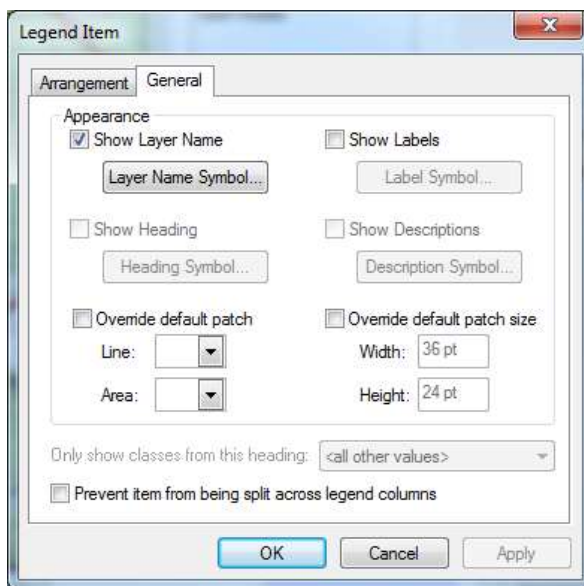 Legend Item
Arrangement General
Appearance
Show Layer Name Show Labels
Layer Name Symbol... Label Symbol...
Show Heading Show Descriptions
Heading Symbol... Description Symbol...
Override default patch Override default patch size
Line: Width: 36 pt
Area: Height: 24 pt
Only show classes from this heading: <all other values>
Prevent item from being split across legend columns
OK Cancel Apply